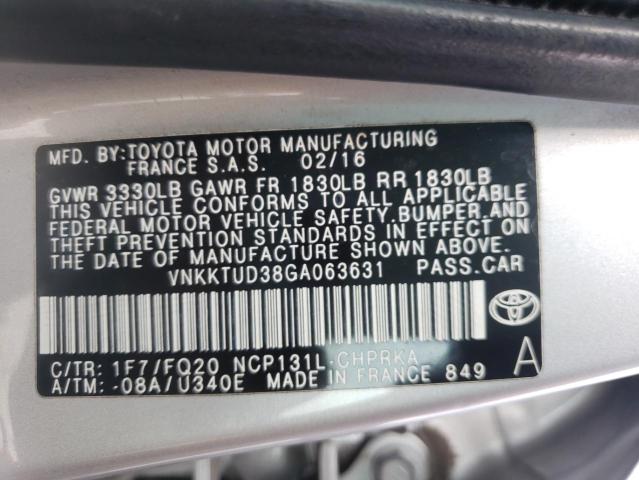 MFD. BY:TOYOTA MOTOR MANUFACTURING
FRANCE S.A.S. 02/16
GVWR 3330LB GAWR FR 1830LB RR 1830LB
THIS VEHICLE CONFORMS TO ALL APPLICABLE
FEDERAL MOTOR VEHICLE SAFETY,BUMPER,AND
THEFT PREVENTION STANDARDS IN EFFECT ON
THE DATE OF MANUFACTURE SHOWN ABOVE.
VNKKTUD38GA063631 PASS.CAR
C/TR: 1F7/FQ20 NCP131L-CHPRKA
A/TM: -08A/U340E MADE IN FRANCE 849
A